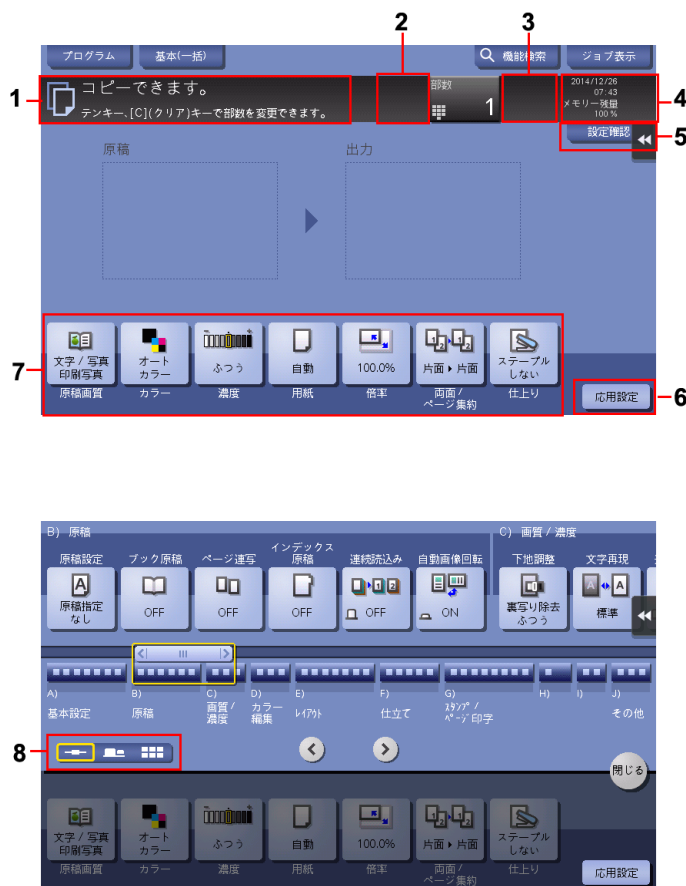 2
3
プログラム
基本(一括)
機能検索
ジョブ表示
1
コピーできます。
テンキー、[C](クリア)キーで部数を変更できます。
部数
1
2014/12/26
07:43
メモリー残量
100 %
4
設定確認
5
原稿
出力
7
文字 / 写真
印刷写真
原稿画質
オート
カラー
カラー
ふつう
濃度
自動
用紙
100.0%
倍率
片面 ▶ 片面
両面 /
ページ集約
ステープル
しない
仕上り
応用設定
6
B) 原稿
C) 画質 / 濃度
原稿設定
ブック原稿
ページ連写
インデックス
原稿
連続読込み
自動画像回転
下地調整
文字再現
原稿指定
なし
OFF
OFF
OFF
OFF
ON
裏写り除去
ふつう
標準
A)
基本設定
B)
原稿
C)
画質 /
濃度
D)
カラー
編集
E)
レイアウト
F)
仕立て
G)
スタンプ /
ページ印字
H)
I)
J)
その他
8
閉じる
文字 / 写真
印刷写真
原稿画質
オート
カラー
カラー
ふつう
濃度
自動
用紙
100.0%
倍率
片面 ▶ 片面
両面 /
ページ集約
ステープル
しない
仕上り
応用設定